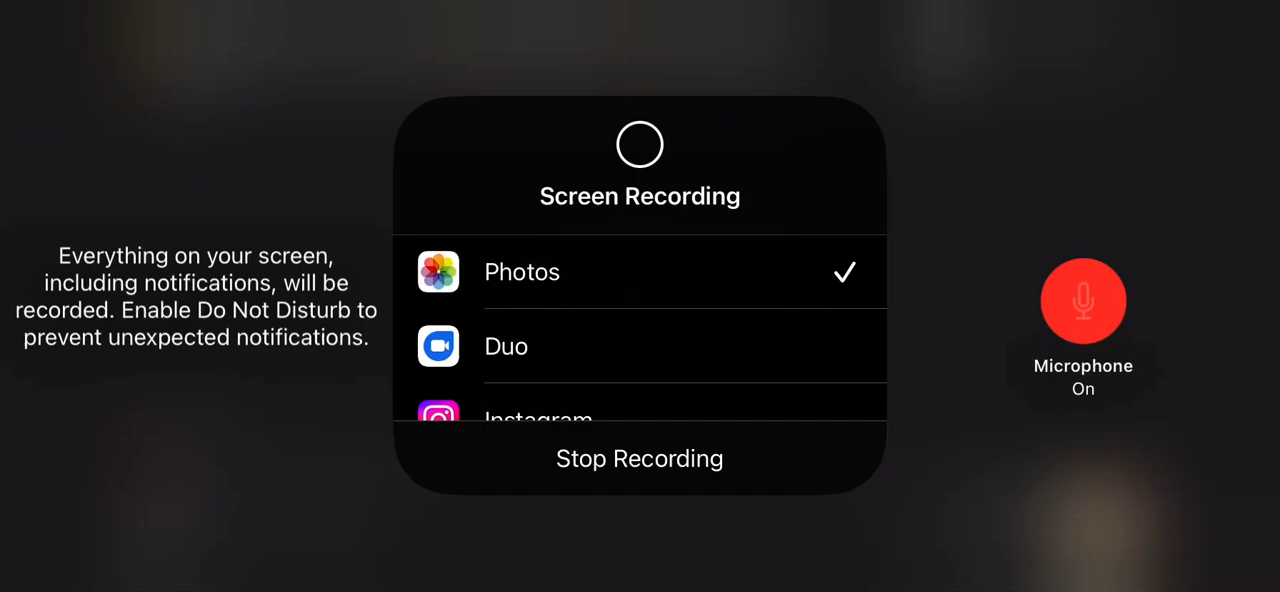 Everything on your screen,
including notifications, will be
recorded. Enable Do Not Disturb to
prevent unexpected notifications.
Screen Recording
Photos
Duo
Instagram
Stop Recording
Microphone
On